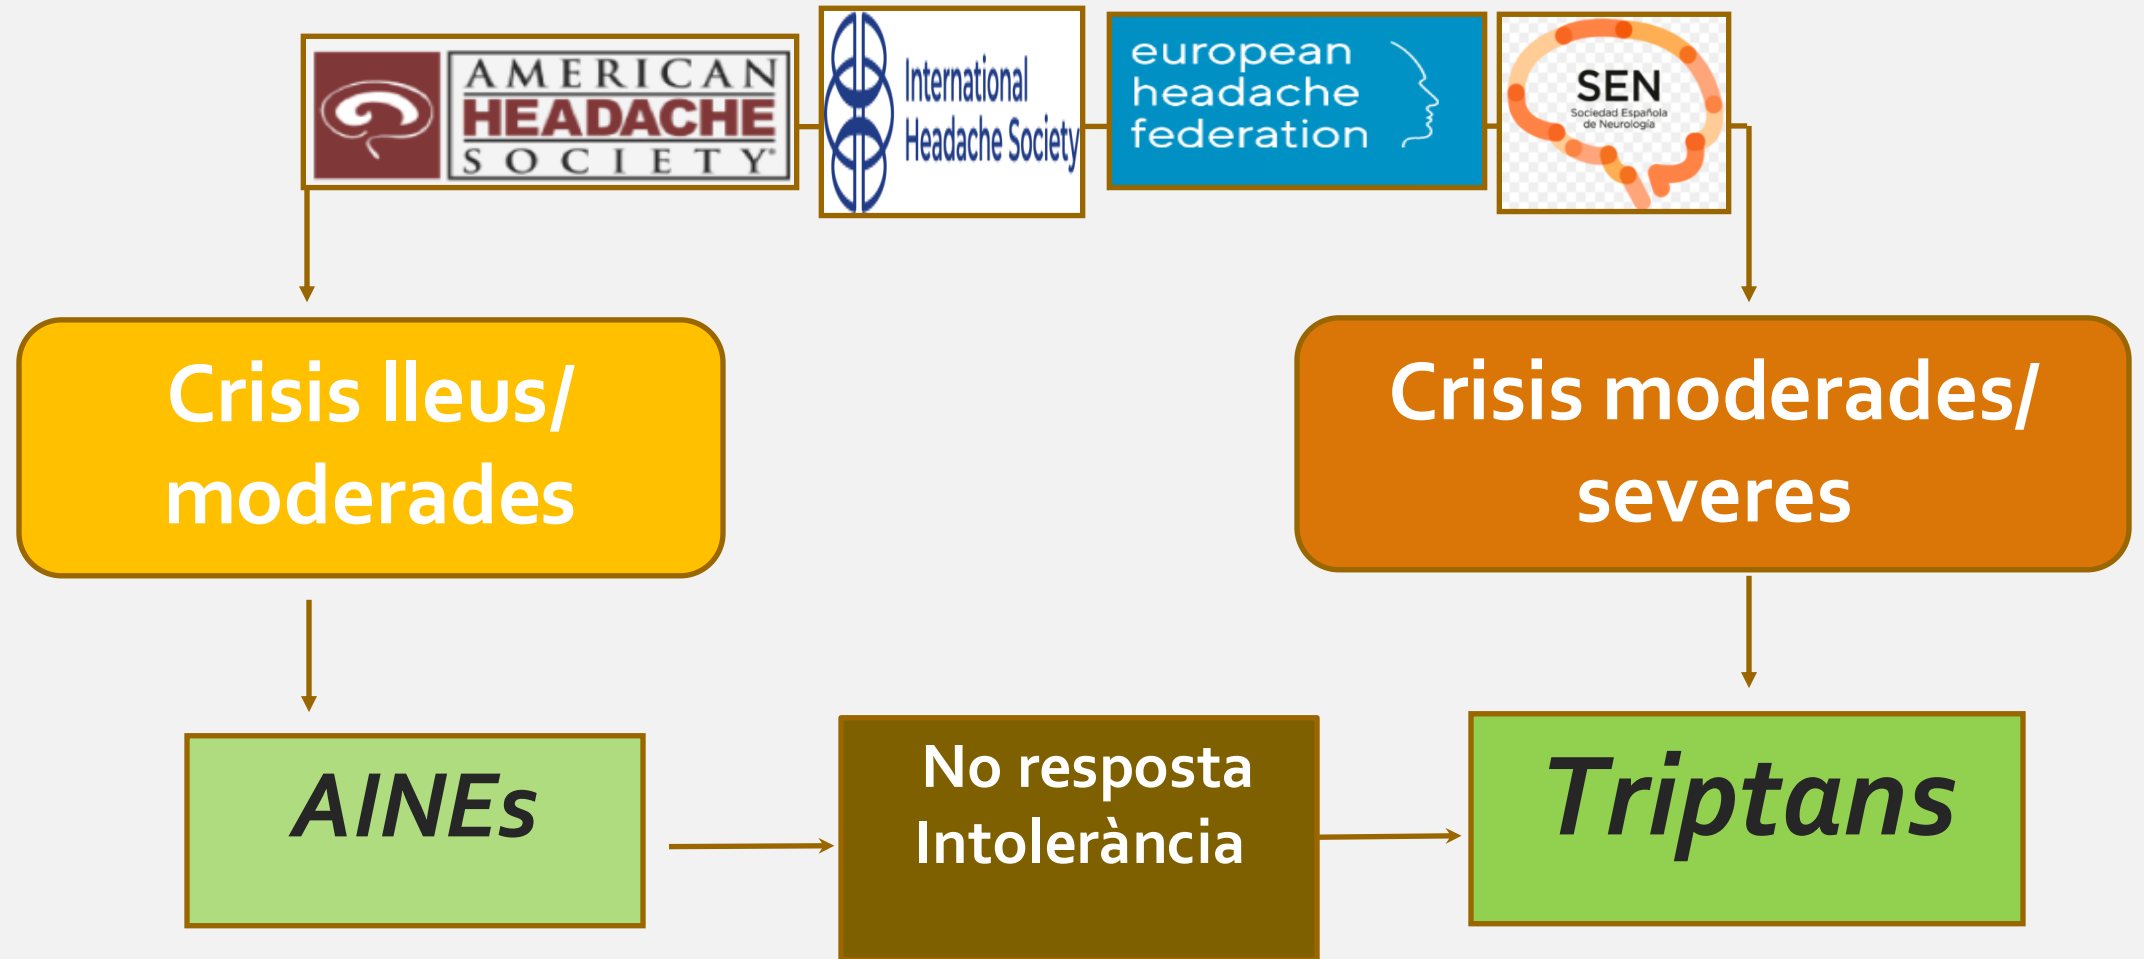 AMERICAN
HEADACHE
SOCIETY
International
Headache Society
european
headache
federation
SEN
Sociedad Española
de Neurología
Crisis lleus/
moderades
Crisis moderades/
severes
AINEs
No resposta
Intolerància
Triptans